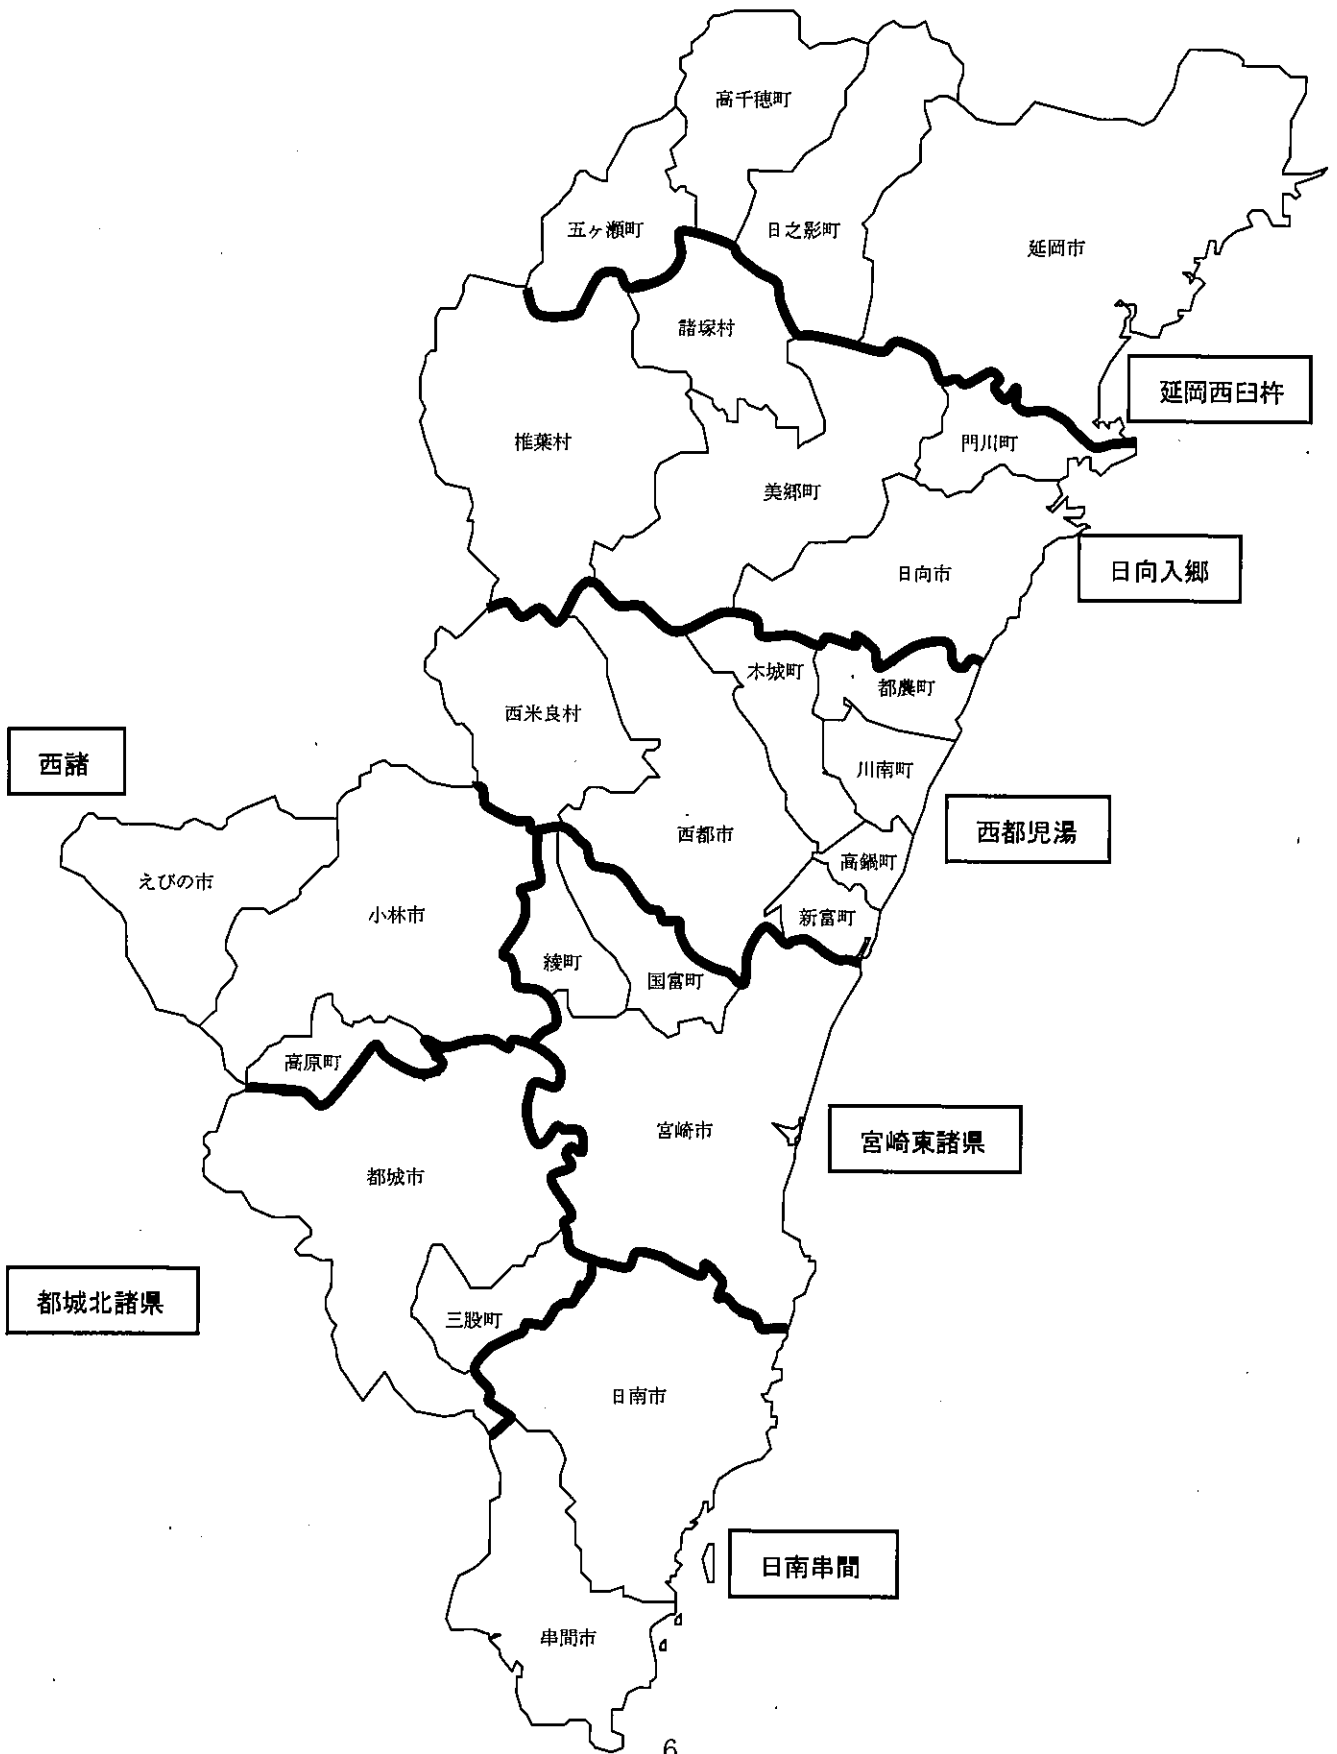 高千穂町
五ヶ瀬町
日之影町
延岡市
諸塚村
延岡西臼杵
椎葉村
門川町
美郷町
日向市
日向入郷
木城町
都農町
西米良村
西諸
川南町
西都児湯
西都市
高鍋町
えびの市
小林市
新富町
綾町
国富町
高原町
宮崎市
宮崎東諸県
都城市
都城北諸県
三股町
日南市
日南串間
串間市
6